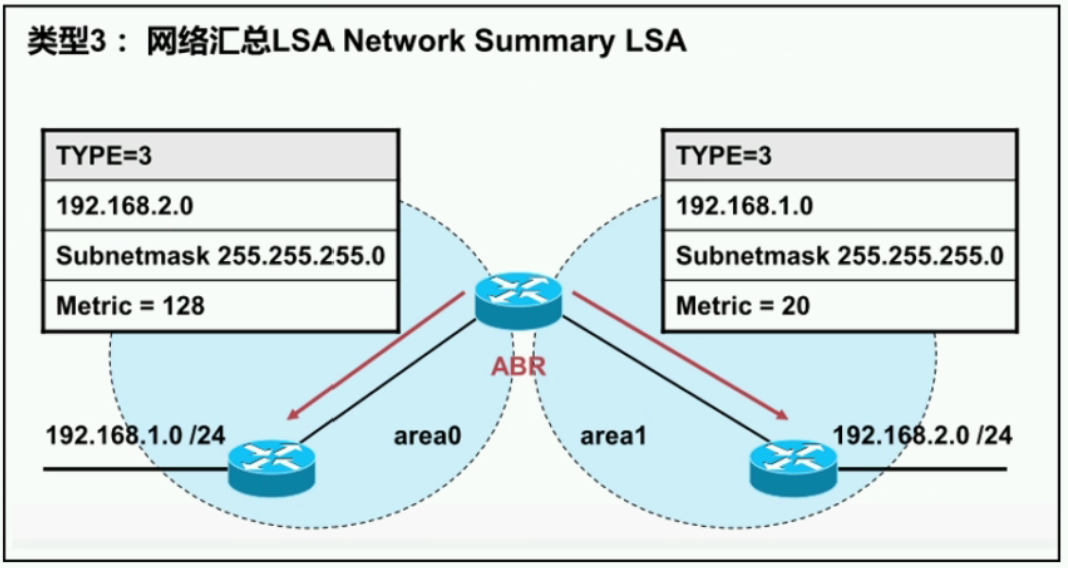 类型3： 网络汇总LSA Network Summary LSA
TYPE=3
192.168.2.0
Subnetmask 255.255.255.0
Metric = 128
TYPE=3
192.168.1.0
Subnetmask 255.255.255.0
Metric = 20
ABR
192.168.1.0 /24
area0
area1
192.168.2.0 /24